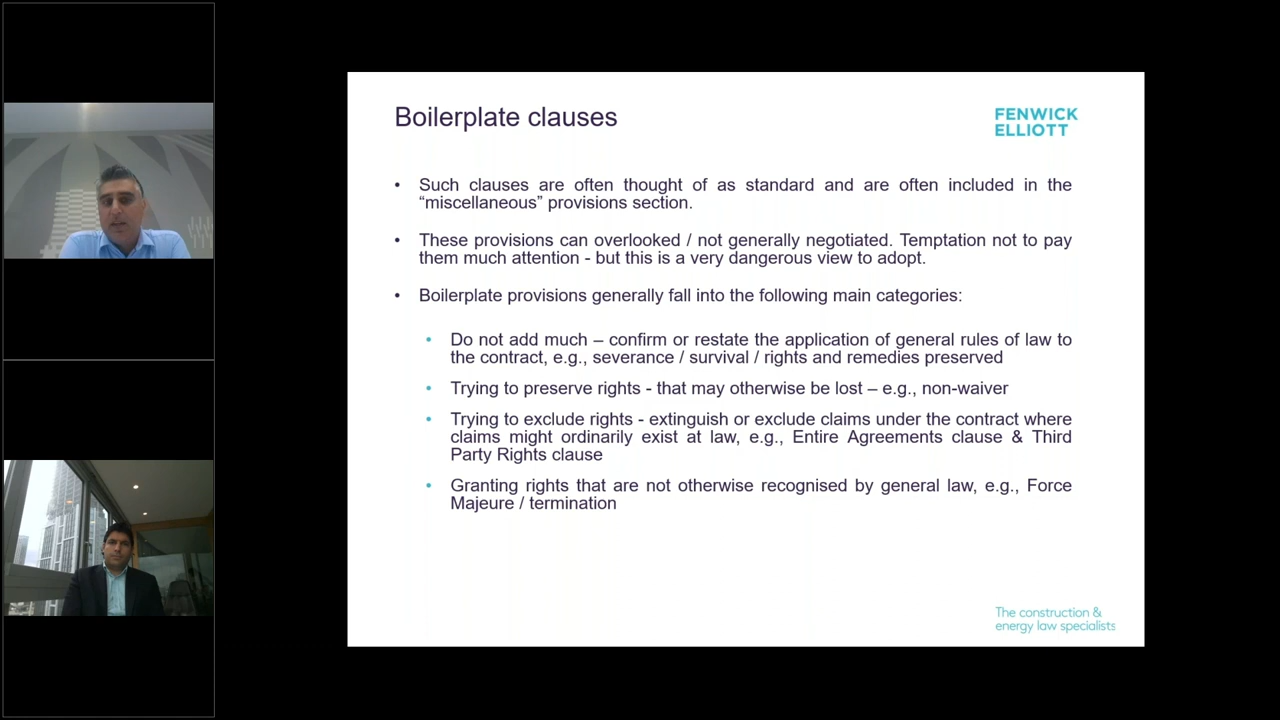 Boilerplate clauses
FENWICK
ELLIOTT
• Such clauses are often thought of as standard and are often included in the
“miscellaneous” provisions section.
• These provisions can overlooked / not generally negotiated. Temptation not to pay
them much attention - but this is a very dangerous view to adopt.
• Boilerplate provisions generally fall into the following main categories:
• Do not add much – confirm or restate the application of general rules of law to
the contract, e.g., severance / survival / rights and remedies preserved
• Trying to preserve rights - that may otherwise be lost – e.g., non-waiver
• Trying to exclude rights - extinguish or exclude claims under the contract where
claims might ordinarily exist at law, e.g., Entire Agreements clause & Third
Party Rights clause
• Granting rights that are not otherwise recognised by general law, e.g., Force
Majeure / termination
The construction &
energy law specialists